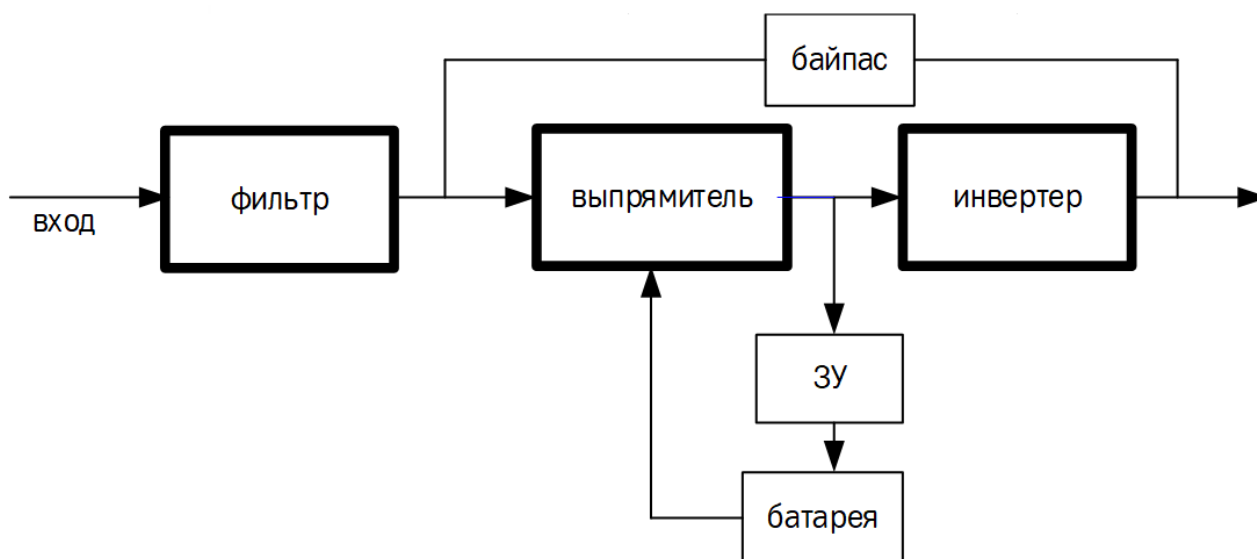 байпас
фильтр
выпрямитель
инвертер
вход
ЗУ
батарея